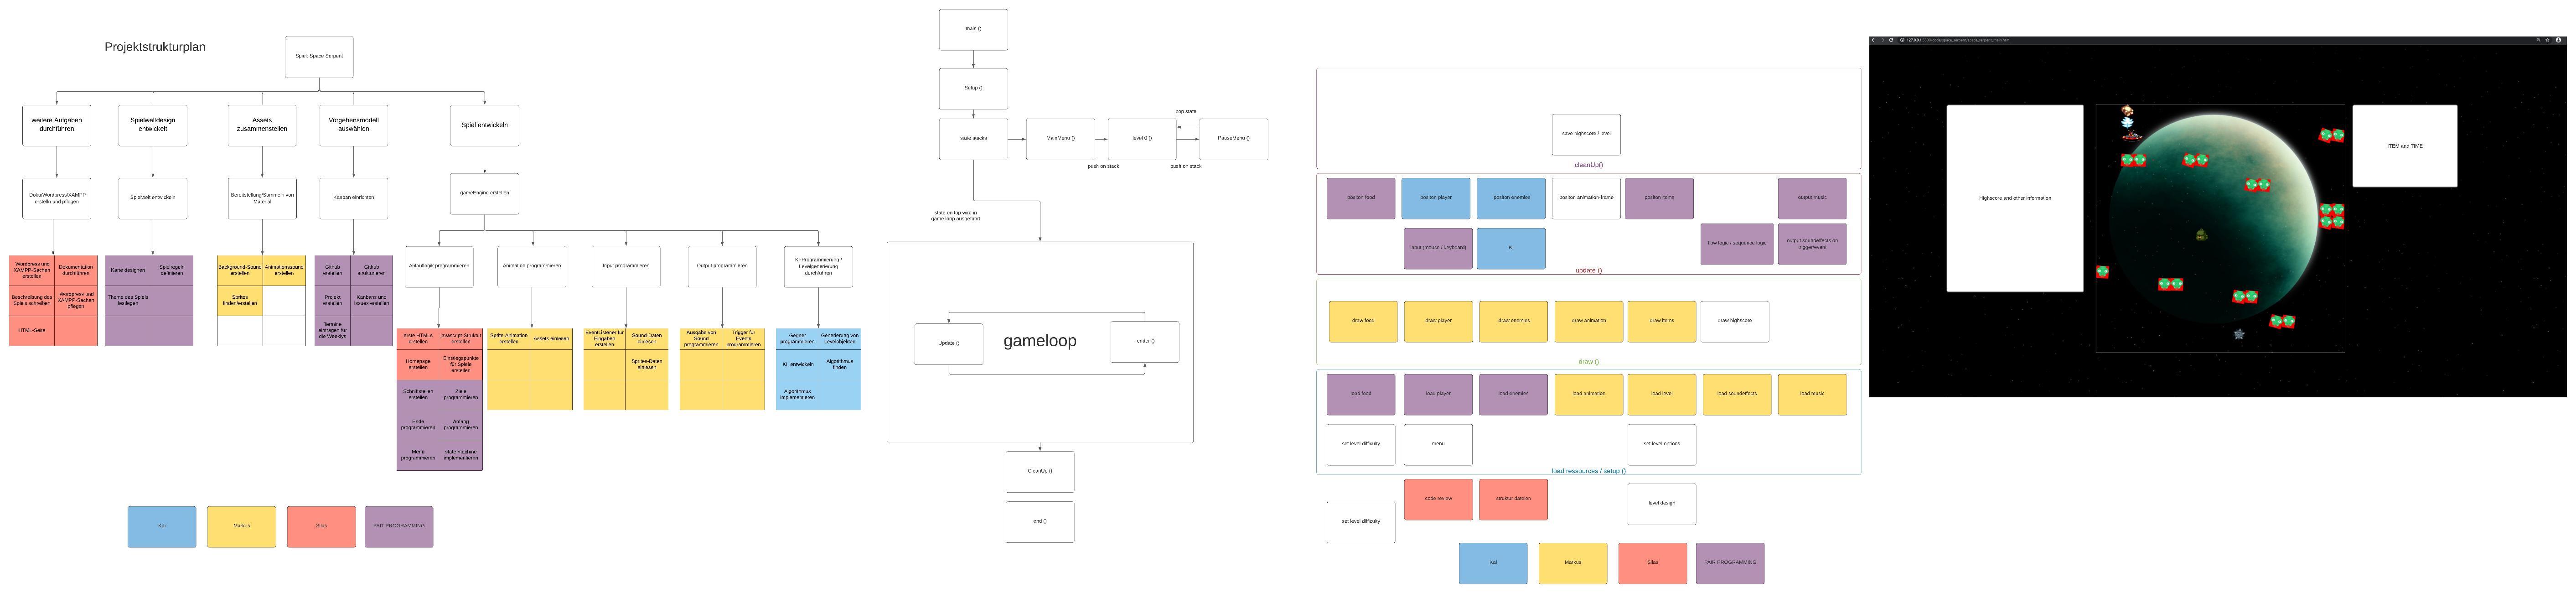 Projektstrukturplan
Spiel: Space Serpent
weitere Aufgaben
durchführen
Spielweltdesign
entwickelt
Assets
zusammenstellen
Vorgehensmodell
auswählen
Spiel entwickeln
Doku/Wordpress/XAMPP
erstelln und pflegen
Spielwelt entwickeln
Bereitstellung/Sammeln von
Material
Kanban einrichten
gameEngine erstellen
Wordpress und
XAMPP-Sachen
erstellen
Dokumentation
durchführen
Beschreibung des
Spiels schreiben
Wordpress und
XAMPP-Sachen
pflegen
HTML-Seite
Karte designen
Spielregeln
definieren
Theme des Spiels
festlegen
Background-Sound
erstellen
Animationssound
erstellen
Sprites
finden/erstellen
Github
erstellen
Github
strukturieren
Projekt
erstellen
Kanbans und
Issues erstellen
Termine
eintragen für
die Weeklys
Ablauflogik programmieren
Animation programmieren
Input programmieren
Output programmieren
KI-Programmierung /
Levelgenerierung
durchführen
erste HTMLs
erstellen
javascript-Struktur
erstellen
Homepage
erstellen
Einstiegspunkte
für Spiele
erstellen
Schnittstellen
erstellen
Ziele
programmieren
Ende
programmieren
Anfang
programmieren
Menü
programmieren
state machine
implementieren
Sprite-Animation
erstellen
Assets einlesen
EventListener für
Eingaben
erstellen
Sound-Daten
einlesen
Sprites-Daten
einlesen
Ausgabe von
Sound
programmieren
Trigger für
Events
programmieren
Gegner
programmieren
Generierung von
Levelobjekten
KI entwickeln
Algorithmus
finden
Algorithmus
implementieren
Kai
Markus
Silas
PAIT PROGRAMMING
train ()
Setup ()
state stacks
MainMenu ()
level 0 ()
PauseMenu ()
pop state
push on stack
push on stack
state on top wird in
game loop ausgeführt
Update ()
gameloop
render ()
CleanUp ()
end ()
save highscore / level
cleanUp()
positon food
positon player
positon enemies
positon animation-frame
positon items
output music
input (mouse / keyboard)
KI
flow logic / sequence logic
output soundeffects on
trigger/event
update ()
draw food
draw player
draw enemies
draw animation
draw items
draw highscore
draw ()
load food
load player
load enemies
load animation
load level
load soundeffects
load music
set level difficulty
menu
set level options
load ressources / setup ()
set level difficulty
code review
struktur dateien
level design
Kai
Markus
Silas
PAIR PROGRAMMING
Highscore and other information
ITEM and TIME